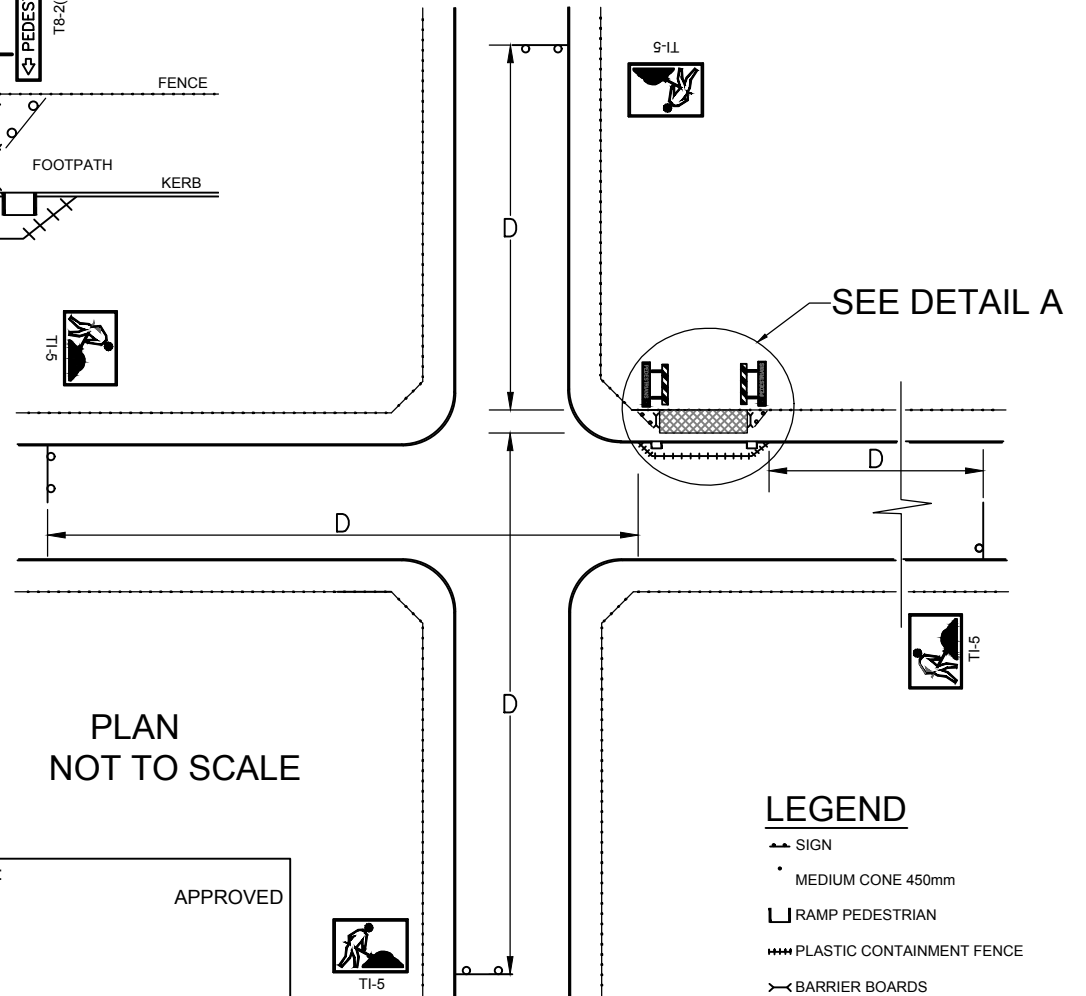 PEDES
T8-2(
FENCE
FOOTPATH
KERB
TI-5
TI-5
D
SEE DETAIL A
D
D
D
TI-5
PLAN
NOT TO SCALE
APPROVED
TI-5
LEGEND
SIGN
MEDIUM CONE 450mm
RAMP PEDESTRIAN
PLASTIC CONTAINMENT FENCE
BARRIER BOARDS